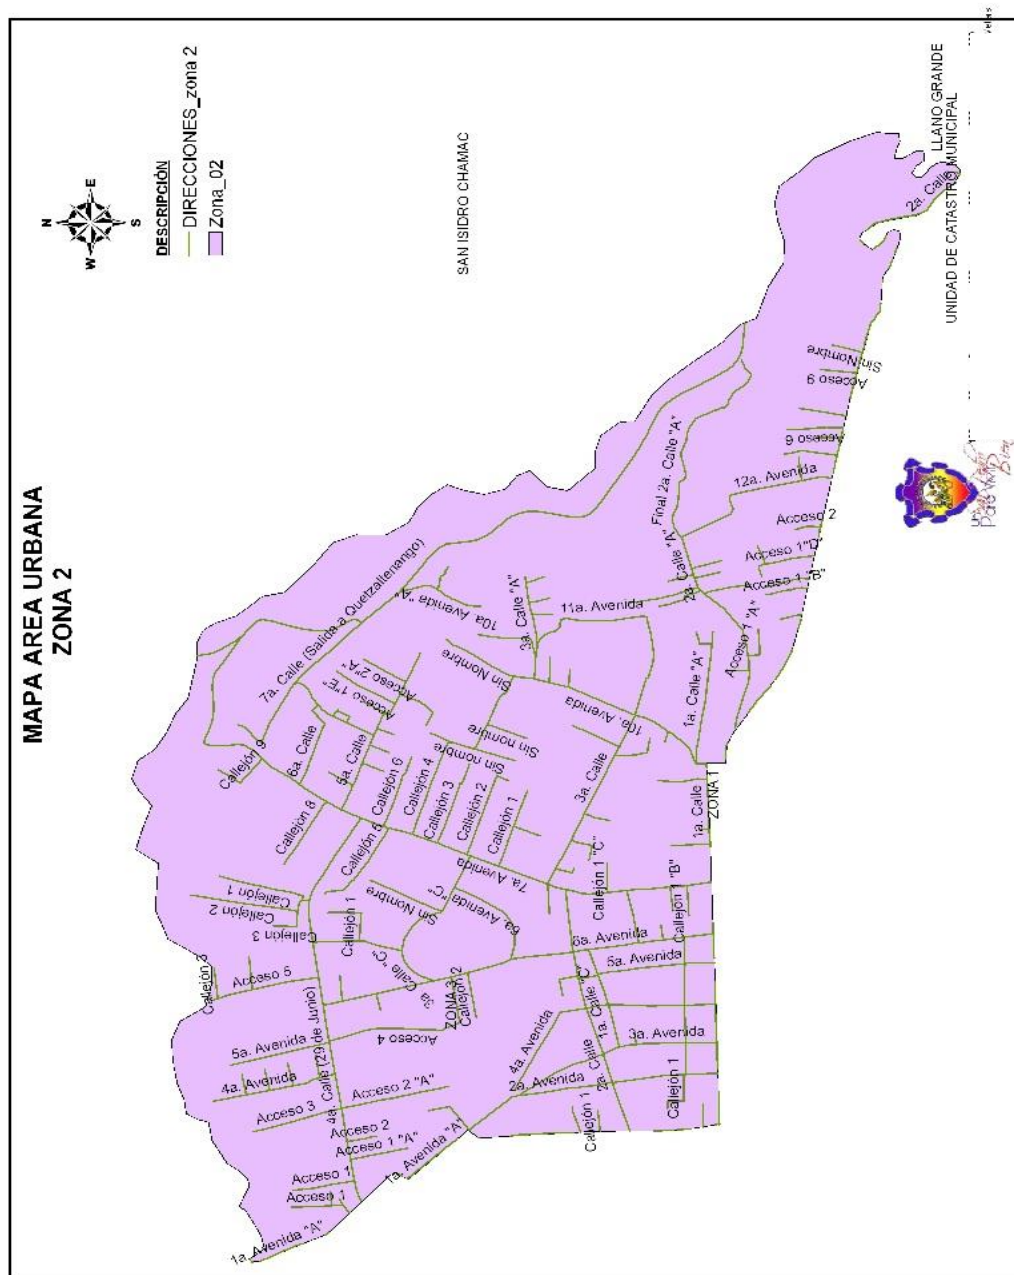 MAPA AREA URBANA
ZONA 2
N
W
E
S
DESCRIPCIÓN
DIRECCIONES_zona 2
Zona_02
SAN ISIDRO CHAMAC
LLANO GRANDE
UNIDAD DE CATASTRO MUNICIPAL
2a. Calle
Sin Nombre
Acceso 9
Acceso 6
12a. Avenida
Final 2a. Calle "A"
2a. Calle "A"
Acceso 2
Acceso 1"D"
Acceso 1 "B"
Acceso 1 "A"
11a. Avenida
3a. Calle "A"
10a Avenida "A"
7a. Calle (Salida a Quetzallenango)
Sin Nombre
10a. Avenida
1a. Calle "A"
Acceso 2"A"
Acceso 1"E"
5a. Calle
6a. Calle
Callejón 9
Callejón 8
Callejón 6
Callejón 6
Callejón 4
Callejón 3
Callejón 2
Callejón 1
Sin nombre
Sin nombre
3a. Calle
1a. Calle
ZONA 1
7a. Avenida
Callejón 1 "C"
Callejón 1 "B"
6a. Avenida "C"
Sin Nombre
Callejón 1
Callejón 2
Callejón 3
Callejón 1
3a Calle "C"
Callejón 3
Acceso 5
ZONA 3
Callejón 2
6a. Avenida
5a. Avenida
1a. Calle "C"
2a. Calle
3a. Avenida
4a. Avenida
2a. Avenida
Callejón 1
Callejón 1
5a. Avenida
4a. Avenida
Acceso 4
4a. Calle (29 de Junio)
Acceso 3
Acceso 2 "A"
Acceso 2
Acceso 1 "A"
Acceso 1
Acceso 1
1a. Avenida "A"
1a. Avenida "A"